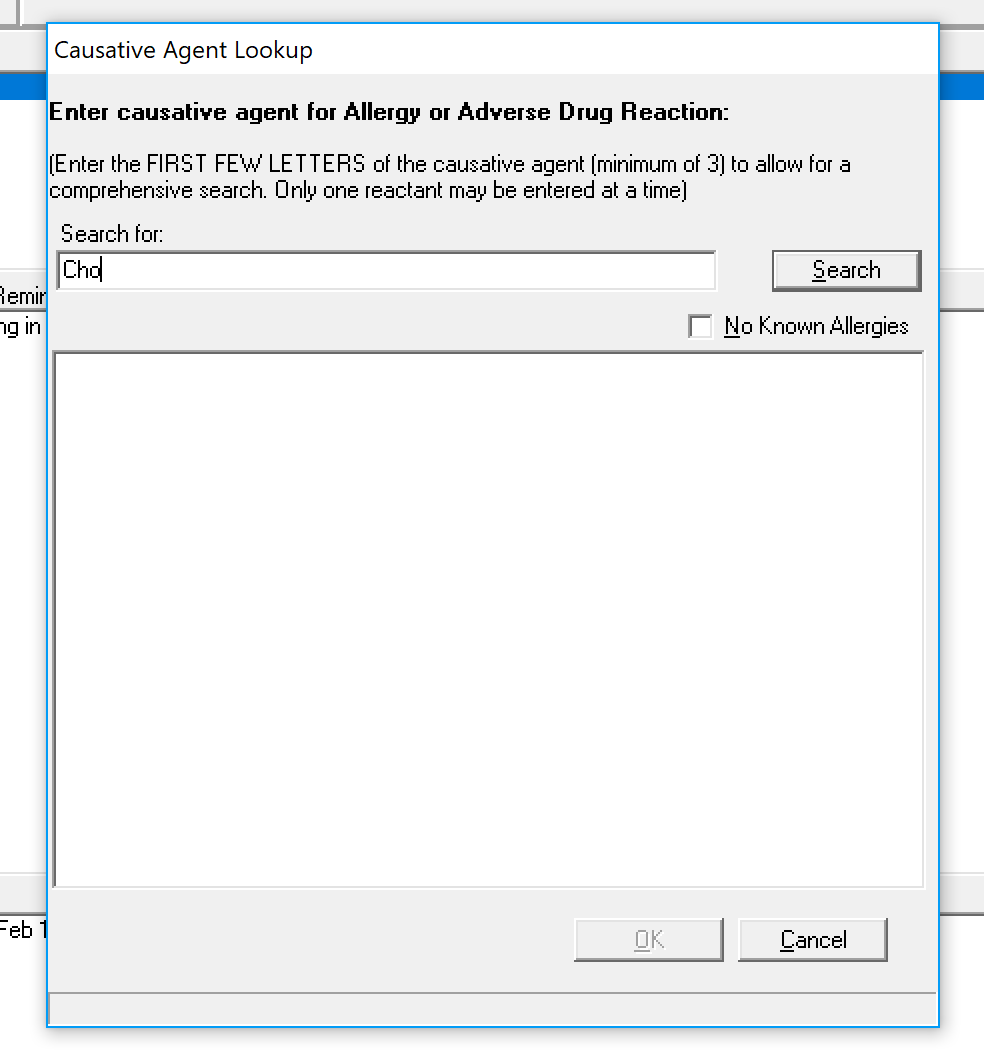 Causative Agent Lookup
Enter causative agent for Allergy or Adverse Drug Reaction:
(Enter the FIRST FEW LETTERS of the causative agent (minimum of 3) to allow for a
comprehensive search. Only one reactant may be entered at a time)
Search for:
Cho
Search
No Known Allergies
ng in
Feb 1
OK
Cancel